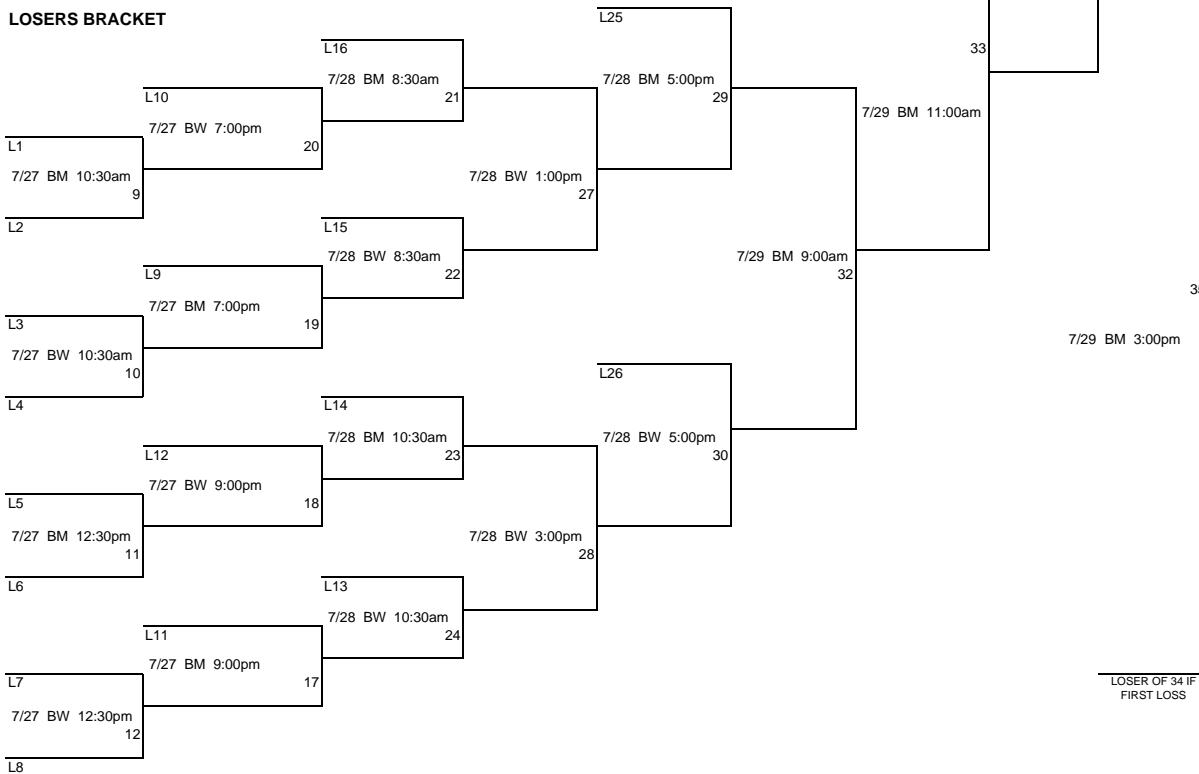 LOSERS BRACKET
L25
L16
33
7/28 BM 8:30am
7/28 BM 5:00pm
21
29
L10
7/29 BM 11:00am
7/27 BW 7:00pm
20
L1
7/27 BM 10:30am
7/28 BW 1:00pm
9
27
L2
L15
7/28 BW 8:30am
7/29 BM 9:00am
22
32
L9
7/27 BM 7:00pm
19
L3
7/29 BM 3:00pm
7/27 BW 10:30am
10
L26
L4
L14
7/28 BM 10:30am
7/28 BW 5:00pm
23
30
L12
7/27 BW 9:00pm
18
L5
7/27 BM 12:30pm
7/28 BW 3:00pm
11
28
L6
L13
7/28 BW 10:30am
24
L11
7/27 BM 9:00pm
17
L7
LOSER OF 34 IF
FIRST LOSS
7/27 BW 12:30pm
12
L8